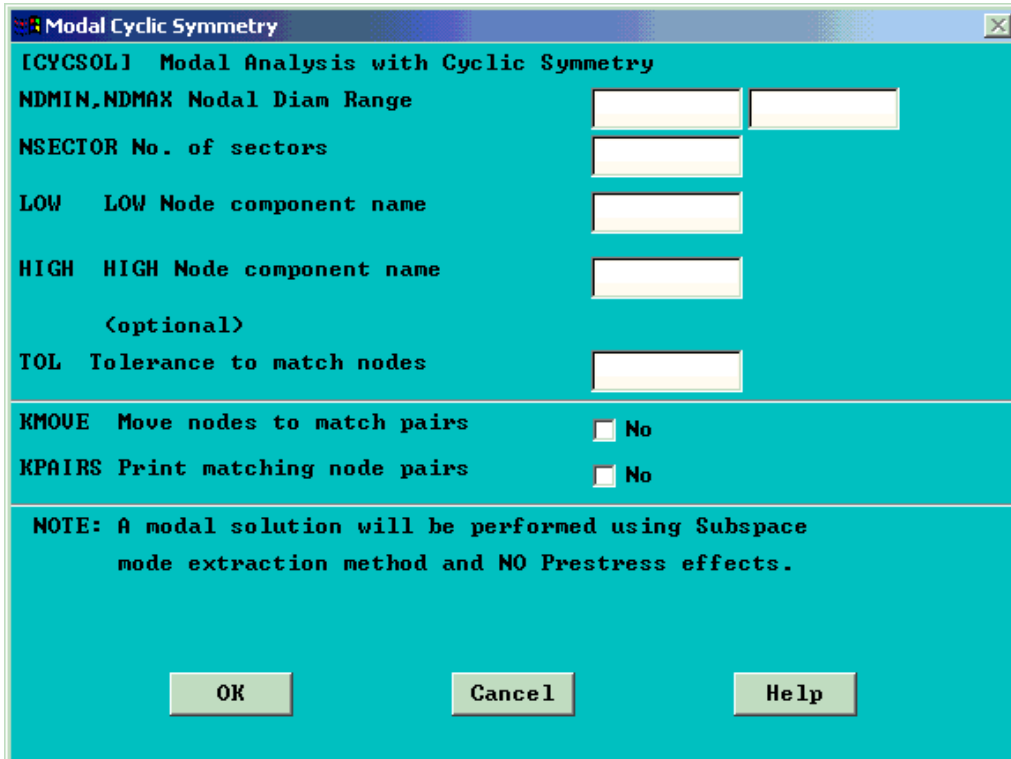 Modal Cyclic Symmetry
[CYCSOL] Modal Analysis with Cyclic Symmetry
NDMIN,NDMAX Nodal Diam Range
NSECTOR No. of sectors
LOW LOW Node component name
HIGH HIGH Node component name
(optional)
TOL Tolerance to match nodes
KMOVE Move nodes to match pairs No
KPAIRS Print matching node pairs No
NOTE: A modal solution will be performed using Subspace
mode extraction method and NO Prestress effects.
OK Cancel Help